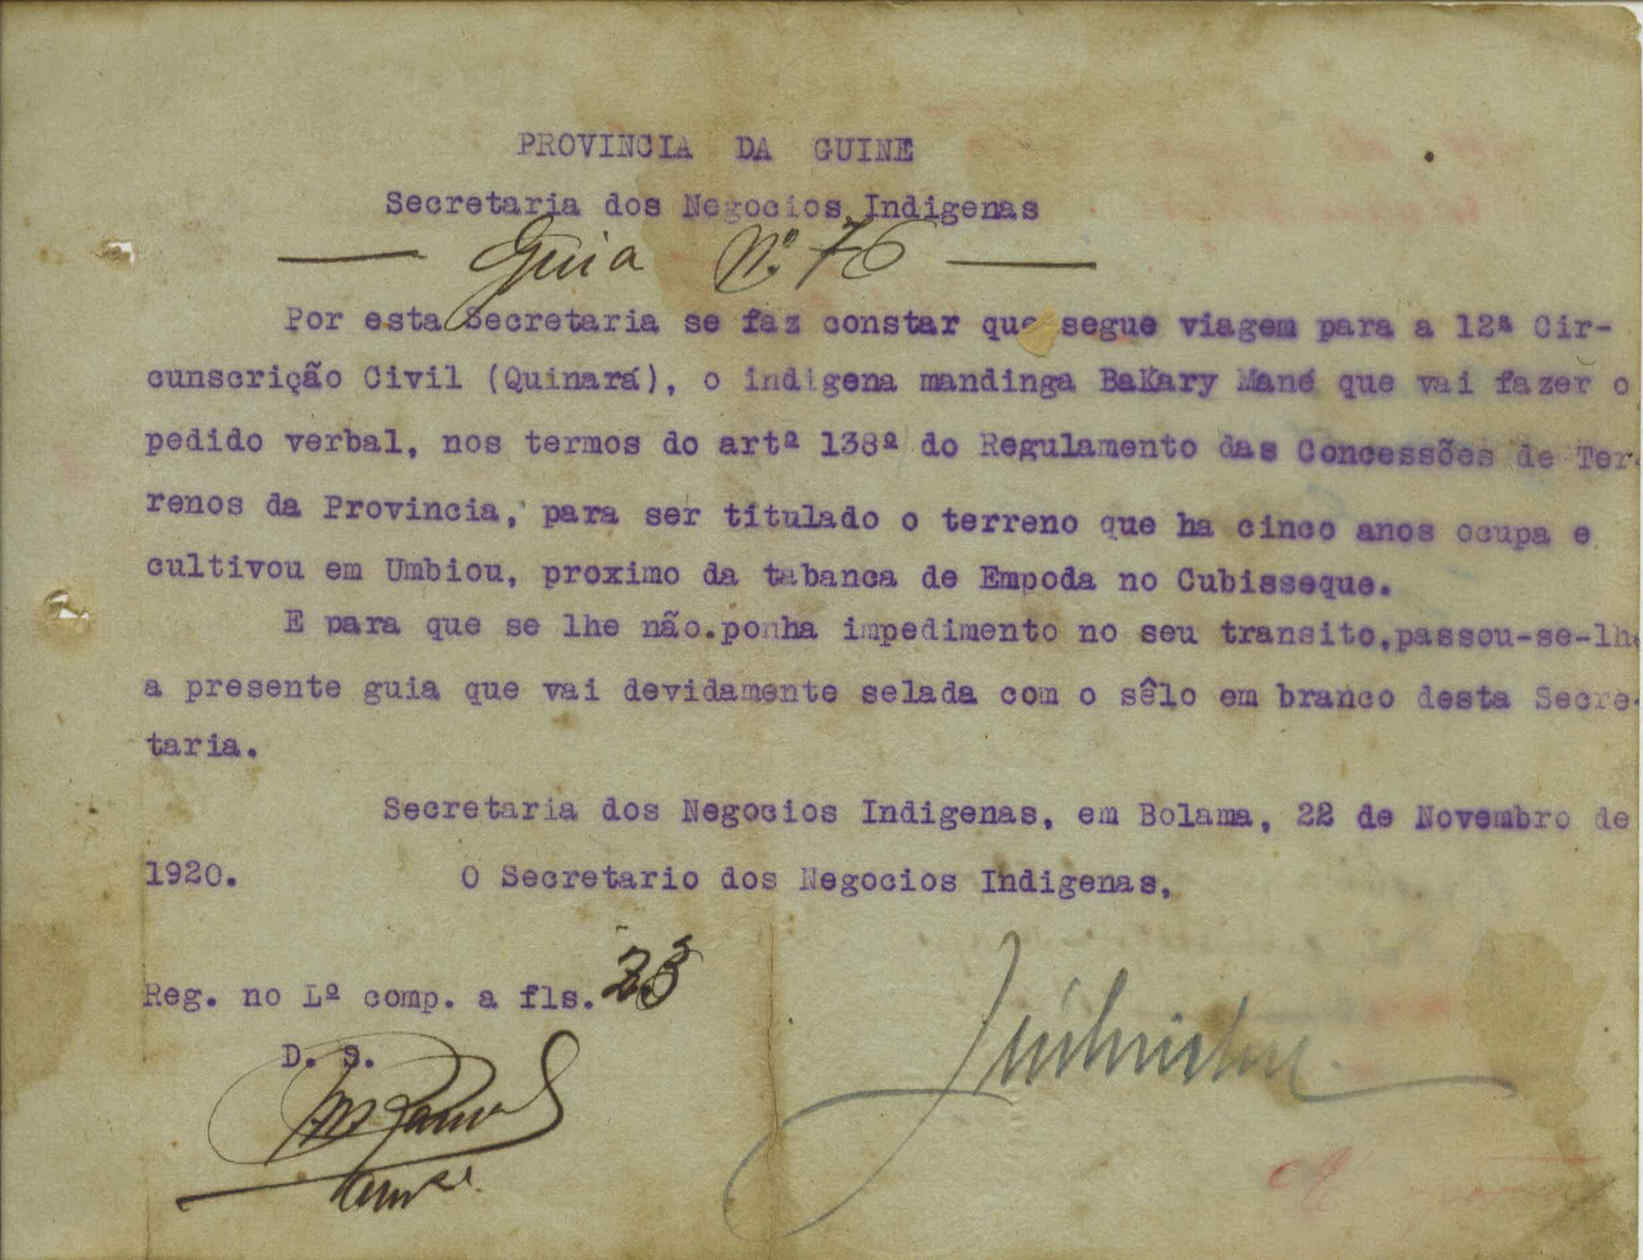 PROVINCIA DA GUINE
Secretaria dos Negocios Indigenas
Guia Nº 76
Por esta Secretaria se faz constar que segue viagem para a 12ª Cir-
cunscrição Civil (Quinará), o indigena mandinga BaKary Mané que vai fazer o
pedido verbal, nos termos do artª 138ª do Regulamento das Concessões de Ter-
renos da Provincia, para ser titulado o terreno que ha cinco anos ocupa e
cultivou em Umbiou, proximo da tabanca de Empoda no Cubisseque.
E para que se lhe não.ponha impedimento no seu transito,passou-se-lhe
a presente guia que vai devidamente selada com o sêlo em branco desta Secre-
taria.
Secretaria dos Negocios Indigenas, em Bolama, 22 de Novembro de
1920. O Secretario dos Negocios Indigenas,
Reg. no Lº comp. a fls. 23
D. S.